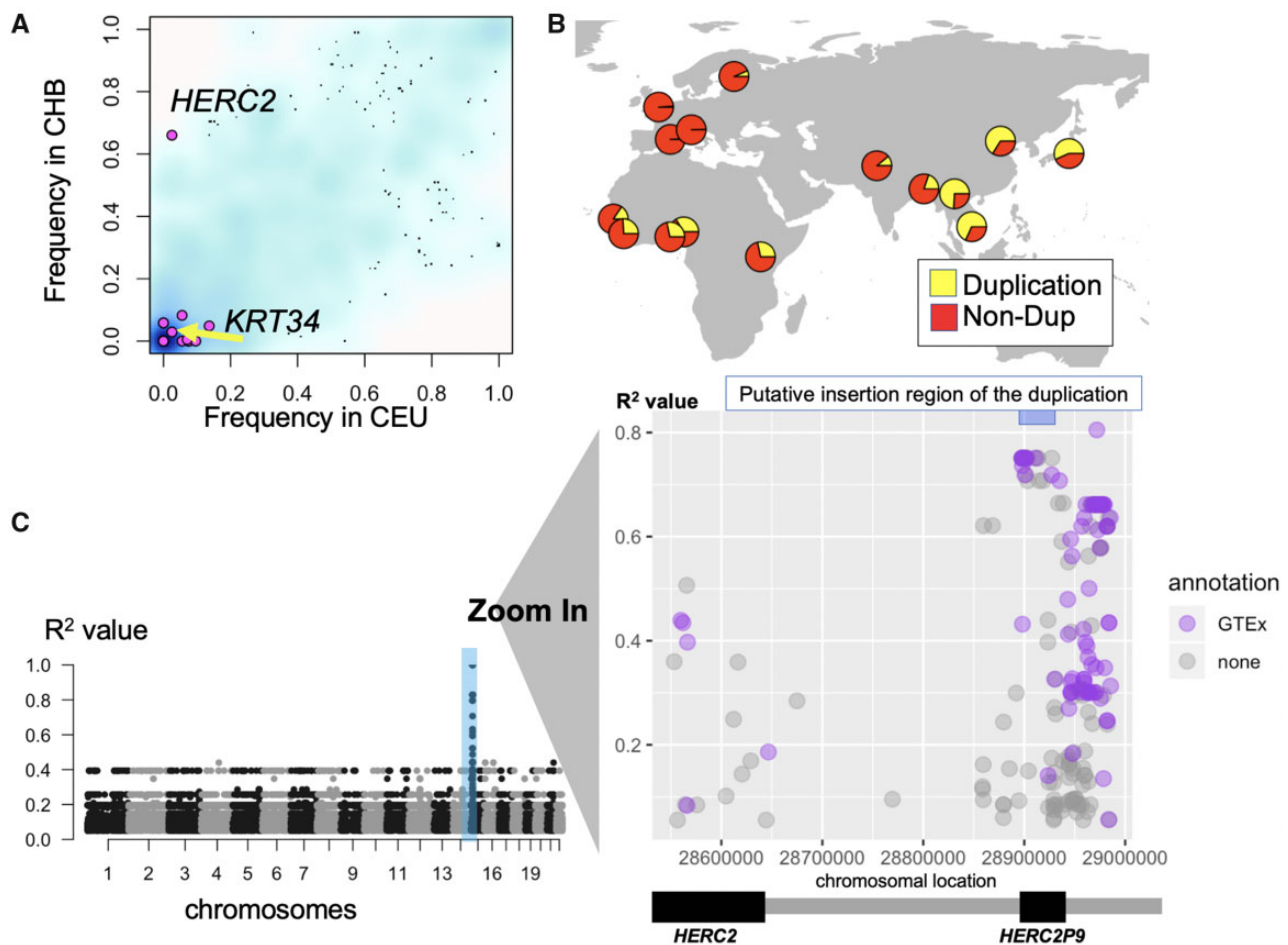 A
Frequency in CHB
1.0
0.8
0.6
0.4
0.2
0.0
HERC2
KRT34
0.0 0.2 0.4 0.6 0.8 1.0
Frequency in CEU
B
Duplication
Non-Dup
C
R² value
1.0
0.8
0.6
0.4
0.2
0.0
1 2 3 4 5 6 7 9 11 13 16 19
chromosomes
Zoom In
R² value
Putative insertion region of the duplication
0.8
0.6
0.4
0.2
28600000 28700000 28800000 28900000 29000000
chromosomal location
HERC2 HERC2P9
annotation
GTEx
none